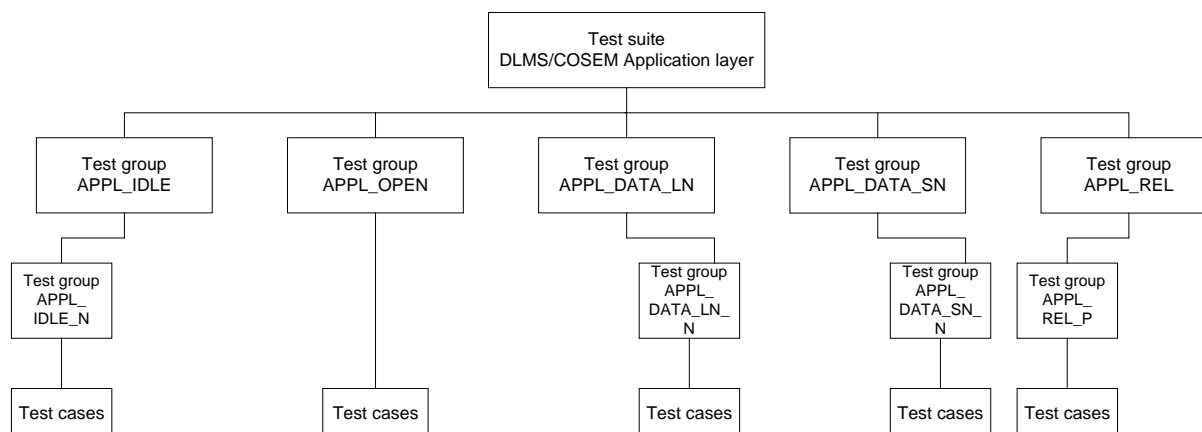 Test suite
DLMS/COSEM Application layer
Test group
APPL_IDLE
Test group
APPL_OPEN
Test group
APPL_DATA_LN
Test group
APPL_DATA_SN
Test group
APPL_REL
Test group
APPL_
IDLE_N
Test group
APPL_
DATA_LN_
N
Test group
APPL_
DATA_SN_
N
Test group
APPL_
REL_P
Test cases
Test cases
Test cases
Test cases
Test cases